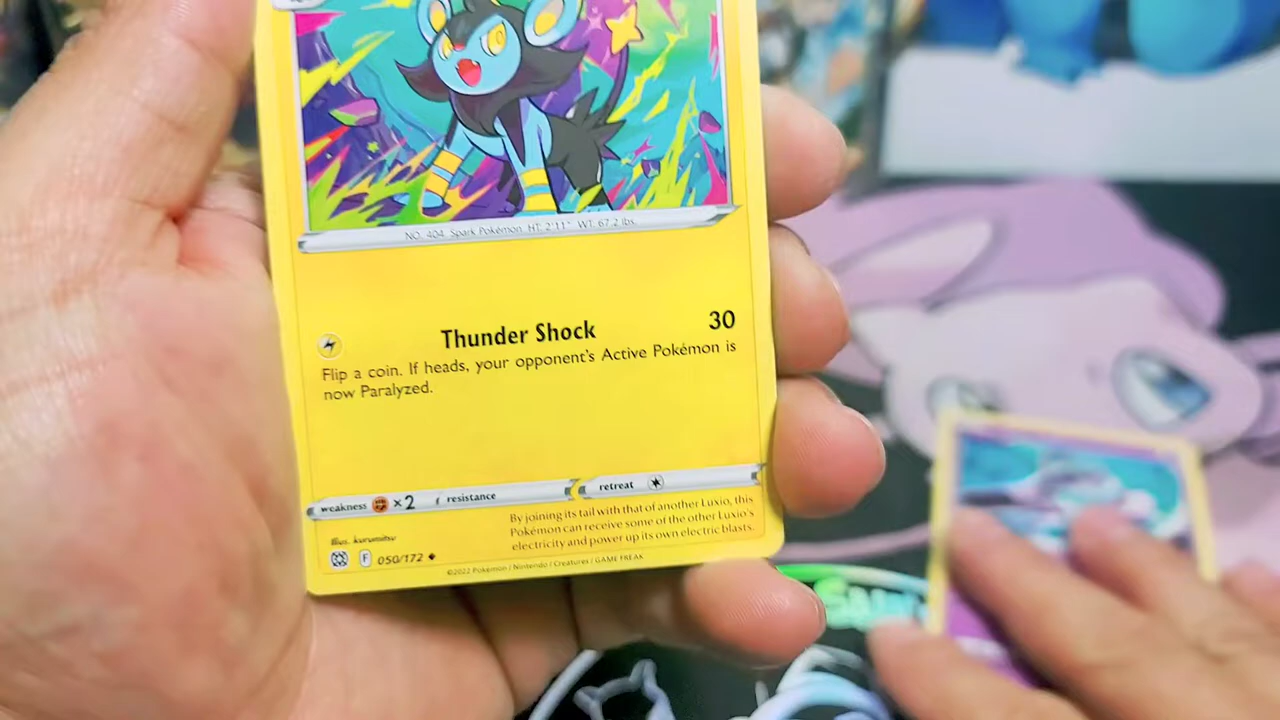 NO. 404 Spark Pokémon HT: 2'11" WT: 67.2 lbs.
Thunder Shock 30
Flip a coin. If heads, your opponent's Active Pokémon is
now Paralyzed.
weakness ×2 resistance retreat
By joining its tail with that of another Luxio, this
Pokémon can receive some of the other Luxio's
electricity and power up its own electric blasts.
Illus. kurumitsu
F 050/172
©2022 Pokémon / Nintendo / Creatures / GAME FREAK